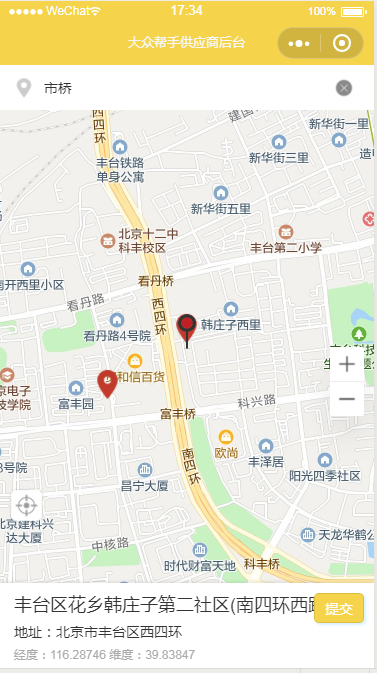 WeChat
17:34
100%
大众帮手供应商后台
市桥
西四环
建国
新华街一里
丰台铁路
单身公寓
新华街三里
新华街五里
北京十二中
科丰校区
丰台第二小学
看丹桥
南开西里小区
看丹路
西四环
看丹路4号院
韩庄子西里
和信百货
京电子
技学院
富丰园
科兴路
富丰桥
南四环
欧尚
丰泽居
3号院
昌宁大厦
阳光四季社区
北京建科兴
达大厦
中核路
天龙华鹤公
时代财富天地
科丰桥
丰台区花乡韩庄子第二社区(南四环西路
提交
地址：北京市丰台区西四环
经度：116.28746 维度：39.83847